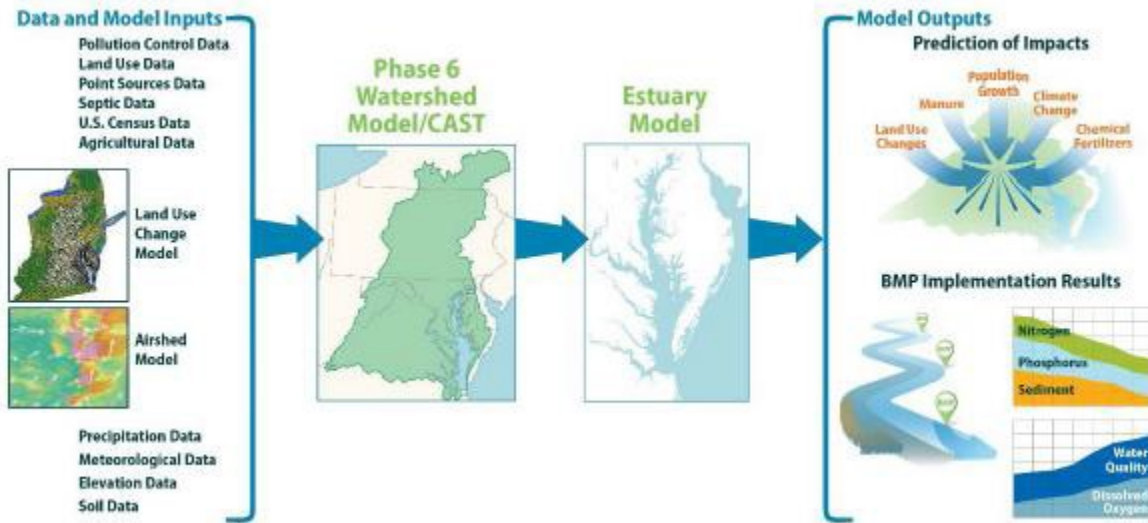 Data and Model Inputs
Pollution Control Data
Land Use Data
Point Sources Data
Septic Data
U.S. Census Data
Agricultural Data
Land Use
Change
Model
Airshed
Model
Precipitation Data
Meteorological Data
Elevation Data
Soil Data
Phase 6
Watershed
Model/CAST
Estuary
Model
Model Outputs
Prediction of Impacts
Population
Growth
Manure
Climate
Change
Land Use
Changes
Chemical
Fertilizers
BMP Implementation Results
Nitrogen
Phosphorus
Sediment
Water
Quality
Dissolved
Oxygen